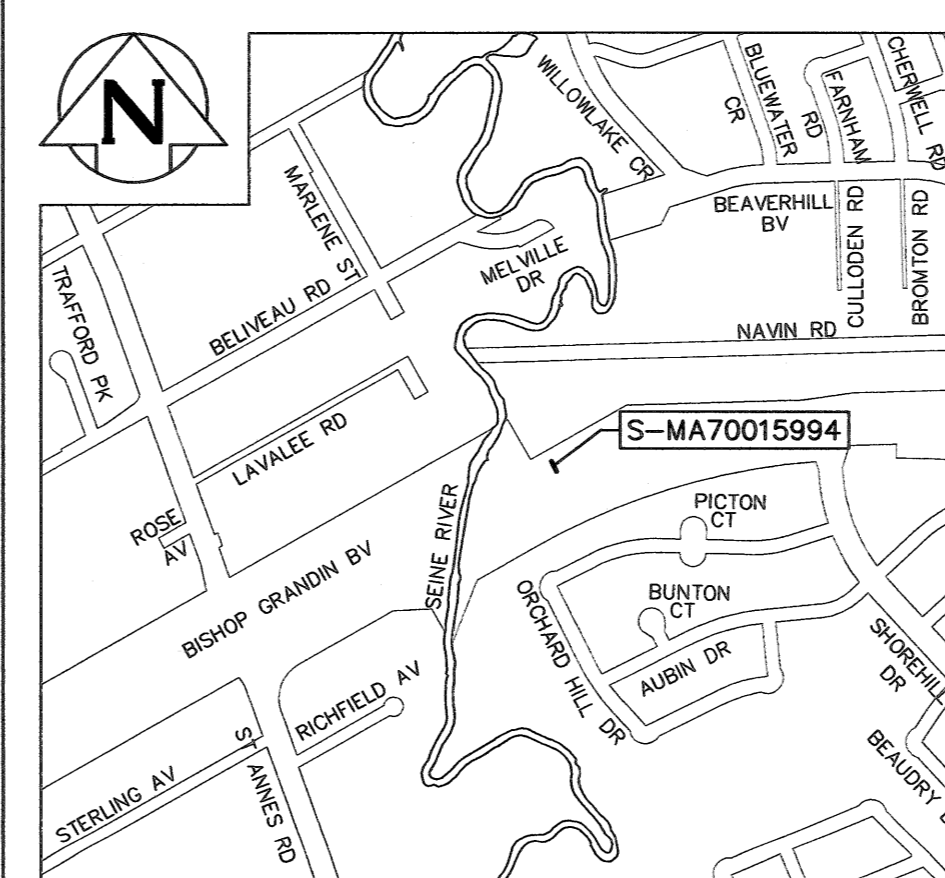 N
WILLOWLAKE CR
BLUEWATER
CR
FARNHAM
RD
CHERWELL RD
MARLENE ST
BEAVERHILL
BV
CULLODEN RD
BROMTON RD
MELVILLE
DR
TRAFFORD PK
BELIVEAU RD
NAVIN RD
LAVALEE RD
S-MA70015994
ROSE
AV
SEINE RIVER
PICTON
CT
BISHOP GRANDIN BV
BUNTON
CT
ORCHARD HILL DR
AUBIN DR
SHOREHILL
DR
RICHFIELD AV
ST ANNES RD
STERLING AV
BEAUDRY